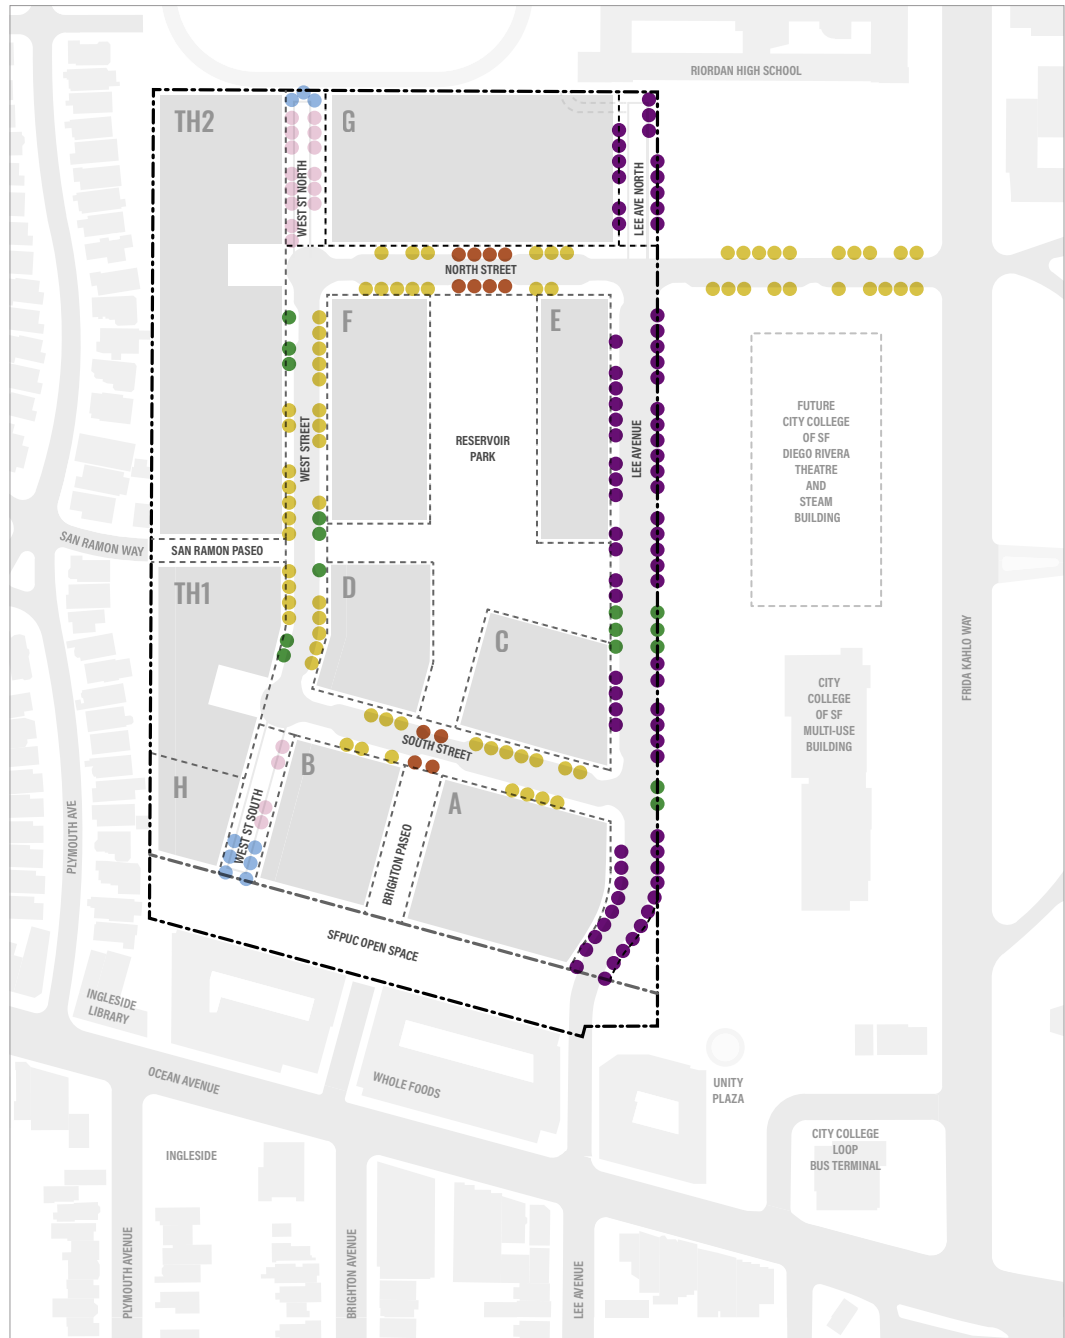 RIORDAN HIGH SCHOOL
TH2
G
WEST ST NORTH
LEE AVE NORTH
NORTH STREET
F
E
RESERVOIR
PARK
WEST STREET
LEE AVENUE
FUTURE
CITY COLLEGE
OF SF
DIEGO RIVERA
THEATRE
AND
STEAM
BUILDING
SAN RAMON WAY
SAN RAMON PASEO
TH1
D
C
FRIDA KAHLO WAY
CITY
COLLEGE
OF SF
MULTI-USE
BUILDING
SOUTH STREET
B
H
A
WEST ST SOUTH
PLYMOUTH AVE
BRIGHTON PASEO
SFPUC OPEN SPACE
INGLESIDE
LIBRARY
OCEAN AVENUE
WHOLE FOODS
UNITY
PLAZA
INGLESIDE
CITY COLLEGE
LOOP
BUS TERMINAL
PLYMOUTH AVENUE
BRIGHTON AVENUE
LEE AVENUE